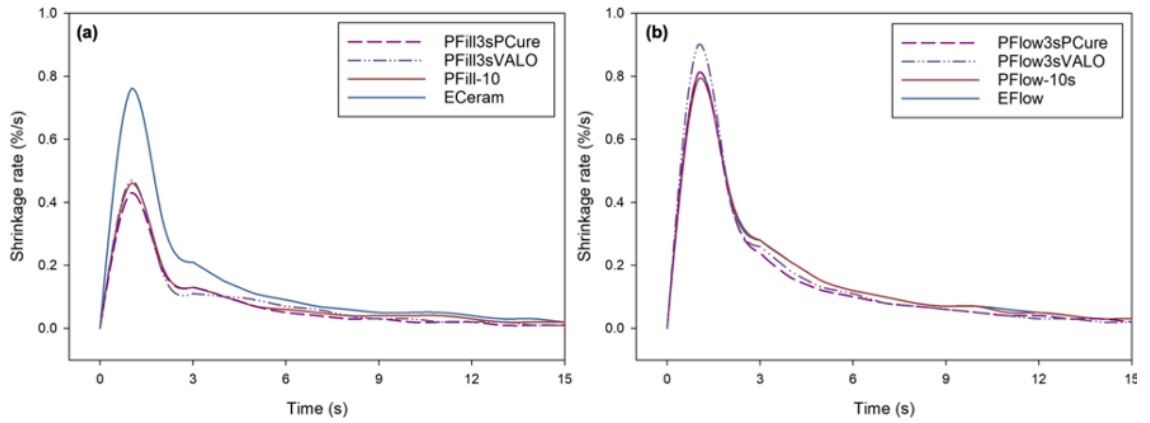 (a)
PFill3sPCure
PFill3sVALO
PFill-10
ECeram
Shrinkage rate (%/s)
1.0
0.8
0.6
0.4
0.2
0.0
0 3 6 9 12 15
Time (s)
(b)
PFlow3sPCure
PFlow3sVALO
PFlow-10s
EFlow
Shrinkage rate (%/s)
1.0
0.8
0.6
0.4
0.2
0.0
0 3 6 9 12 15
Time (s)